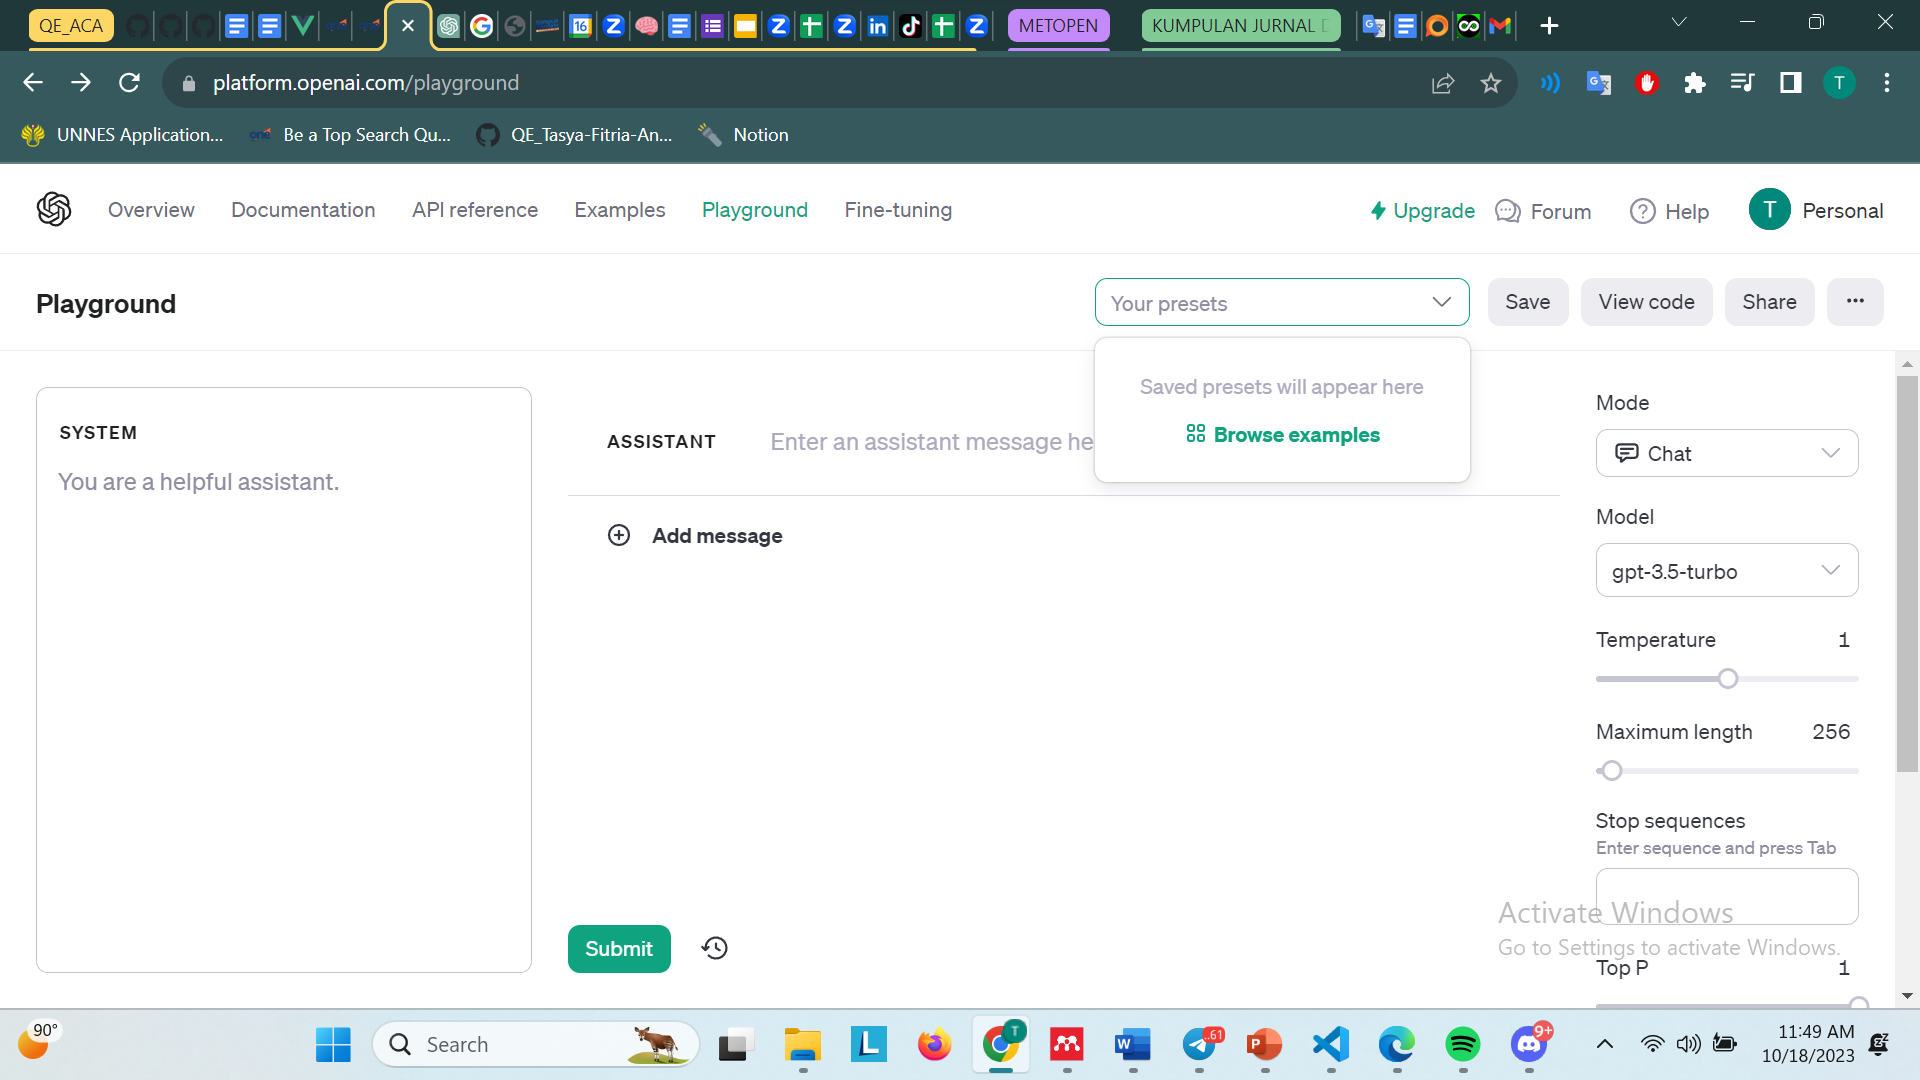 QE_ACA
METOPEN
KUMPULAN JURNAL
platform.openai.com/playground
T
UNNES Application...
Be a Top Search Qu...
QE_Tasya-Fitria-An...
Notion
Overview
Documentation
API reference
Examples
Playground
Fine-tuning
Upgrade
Forum
Help
T
Personal
Playground
Your presets
Save
View code
Share
Saved presets will appear here
Browse examples
SYSTEM
You are a helpful assistant.
ASSISTANT
Enter an assistant message he
Add message
Submit
Mode
Chat
Model
gpt-3.5-turbo
Temperature 1
Maximum length 256
Stop sequences
Enter sequence and press Tab
Activate Windows
Go to Settings to activate Windows.
Top P 1
90°
Search
T
..61
9+
11:49 AM
10/18/2023